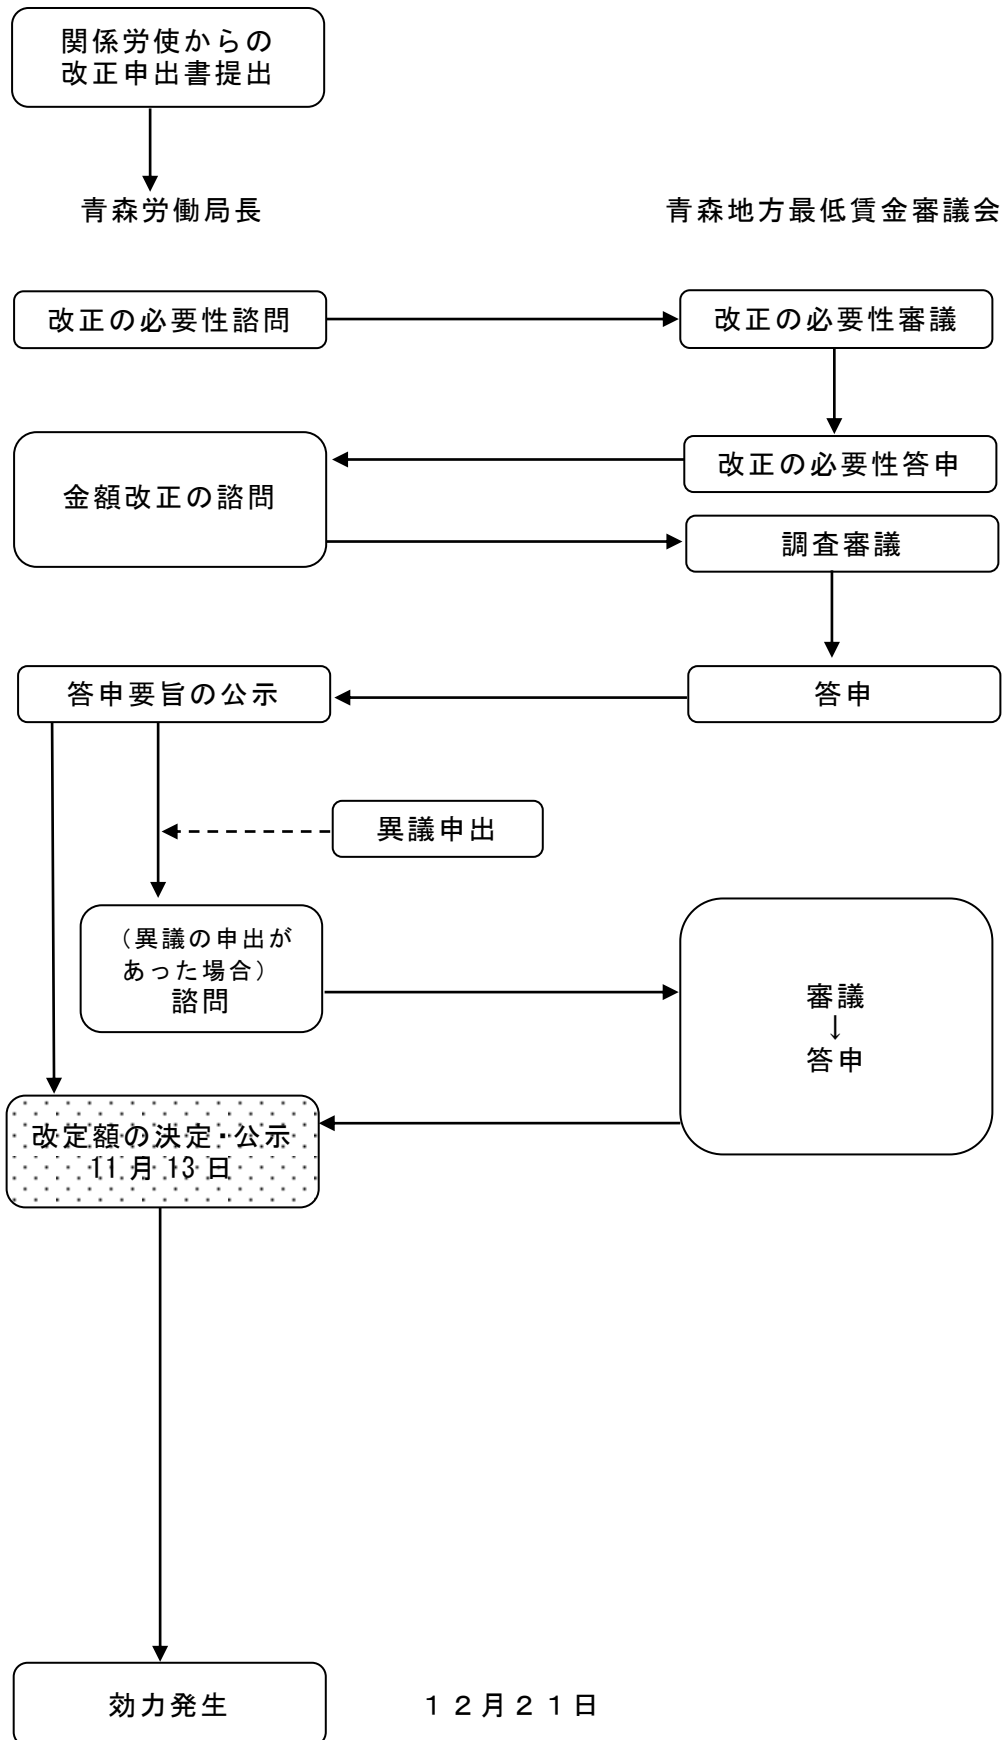 関係労使からの
改正申出書提出
青森労働局長
青森地方最低賃金審議会
改正の必要性諮問
改正の必要性審議
改正の必要性答申
金額改正の諮問
調査審議
答申要旨の公示
答申
異議申出
（異議の申出が
あった場合）
諮問
審議
↓
答申
改定額の決定・公示
11月13日
効力発生
１２月２１日